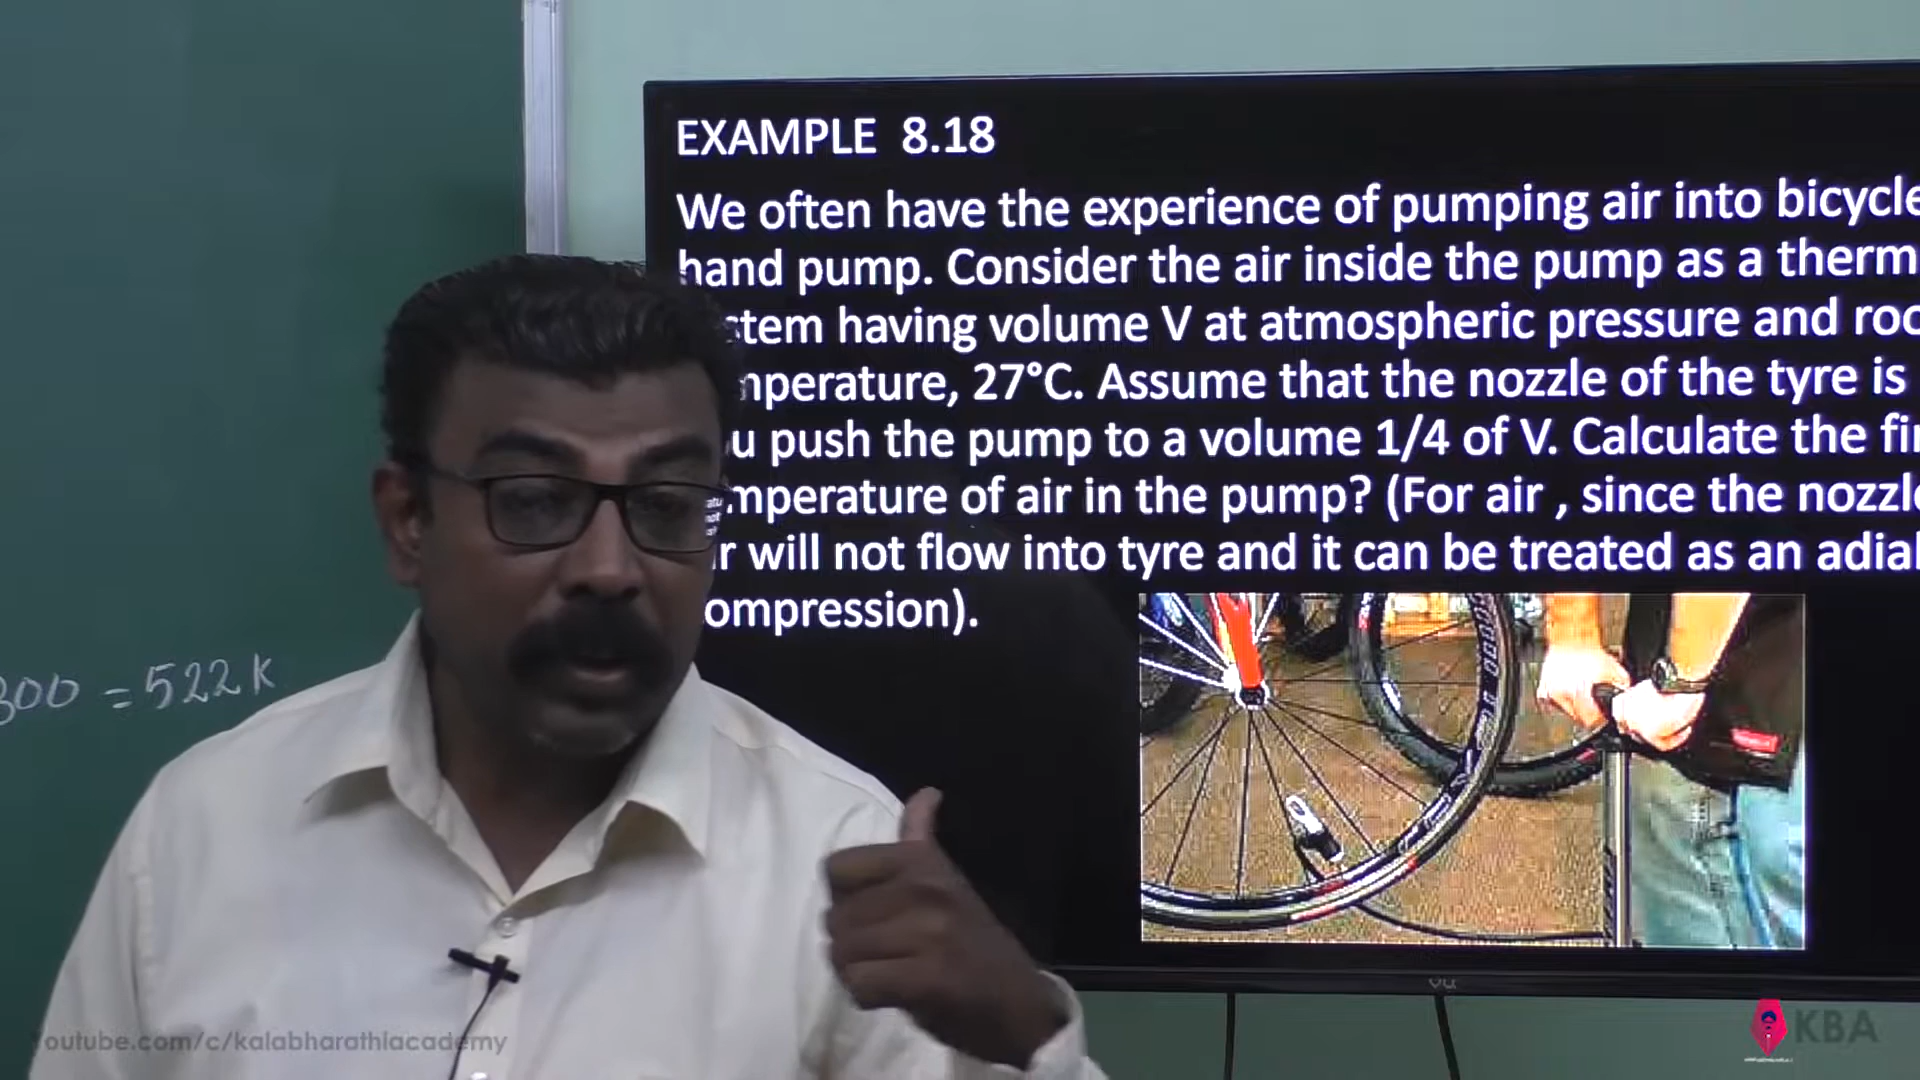 EXAMPLE 8.18
We often have the experience of pumping air into bicycle
hand pump. Consider the air inside the pump as a therm
stem having volume V at atmospheric pressure and roo
nperature, 27°C. Assume that the nozzle of the tyre is
u push the pump to a volume 1/4 of V. Calculate the fi
mperature of air in the pump? (For air , since the nozzle
r will not flow into tyre and it can be treated as an adia
ompression).
300 = 522 K
youtube.com/c/kalabharathiacademy
KBA